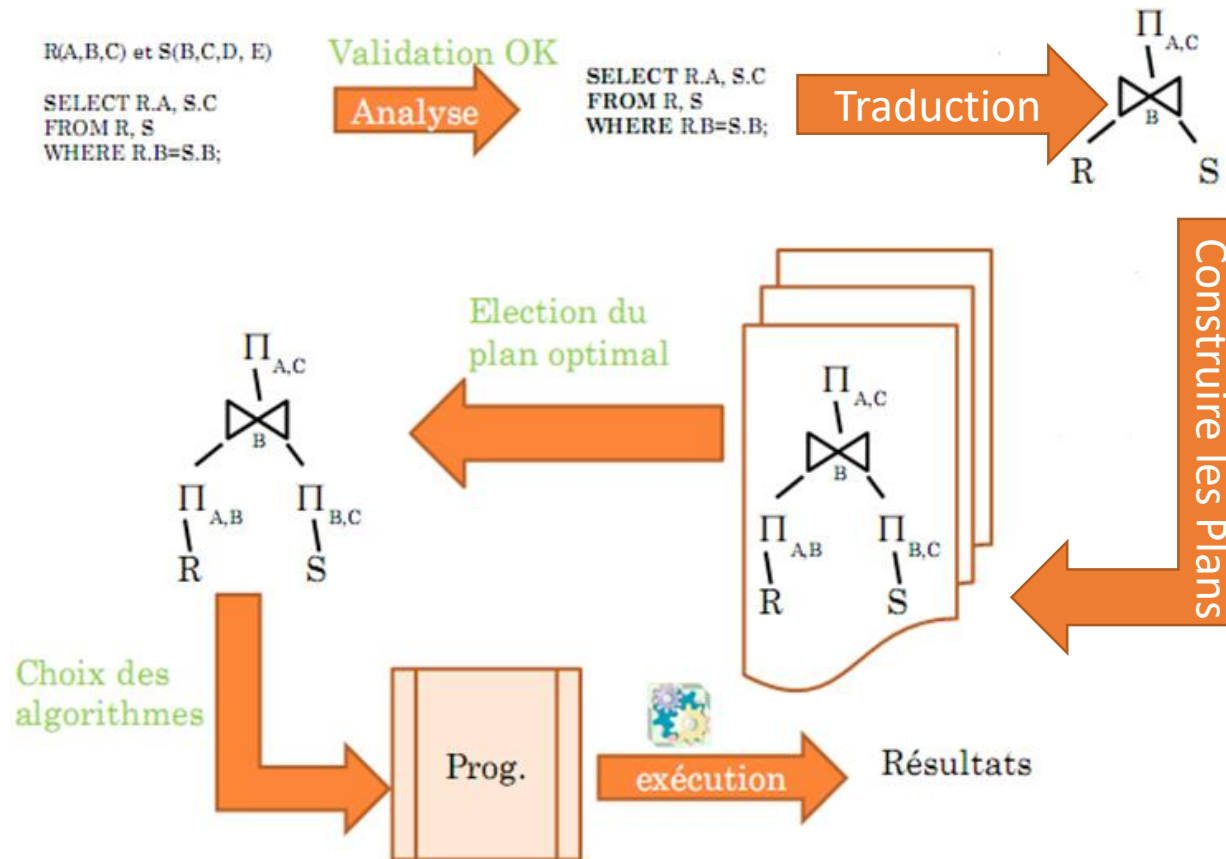 R(A,B,C) et S(B,C,D, E)
SELECT R.A, S.C
FROM R, S
WHERE R.B=S.B;
Validation OK
Analyse
SELECT R.A, S.C
FROM R, S
WHERE R.B=S.B;
Traduction
Π A,C
B
R S
Construire les Plans
Π A,C
B
Π A,B Π B,C
R S
Election du
plan optimal
Π A,C
B
Π A,B Π B,C
R S
Choix des
algorithmes
Prog.
exécution
Résultats